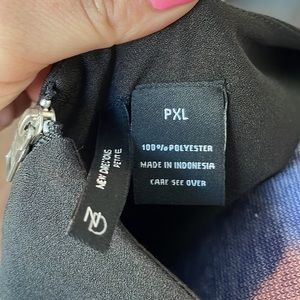 PXL
100% POLYESTER
MADE IN INDONESIA
CARE SEE OVER
NEW DIRECTIONS
PETITE
ND